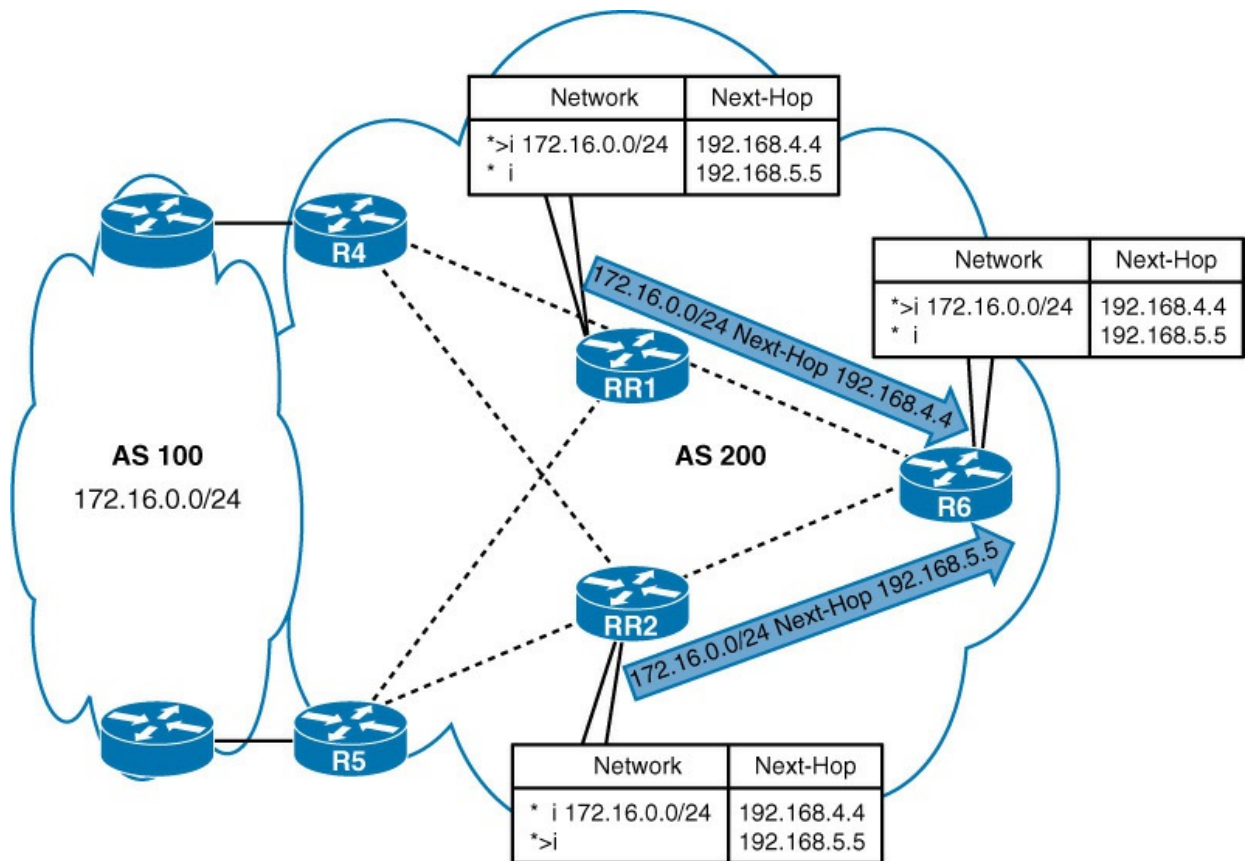 Network Next-Hop
*>i 172.16.0.0/24 192.168.4.4
* i 192.168.5.5
R4
172.16.0.0/24 Next-Hop 192.168.4.4
Network Next-Hop
*>i 172.16.0.0/24 192.168.4.4
* i 192.168.5.5
RR1
AS 100
172.16.0.0/24
AS 200
R6
RR2
172.16.0.0/24 Next-Hop 192.168.5.5
R5
Network Next-Hop
* i 172.16.0.0/24 192.168.4.4
*>i 192.168.5.5